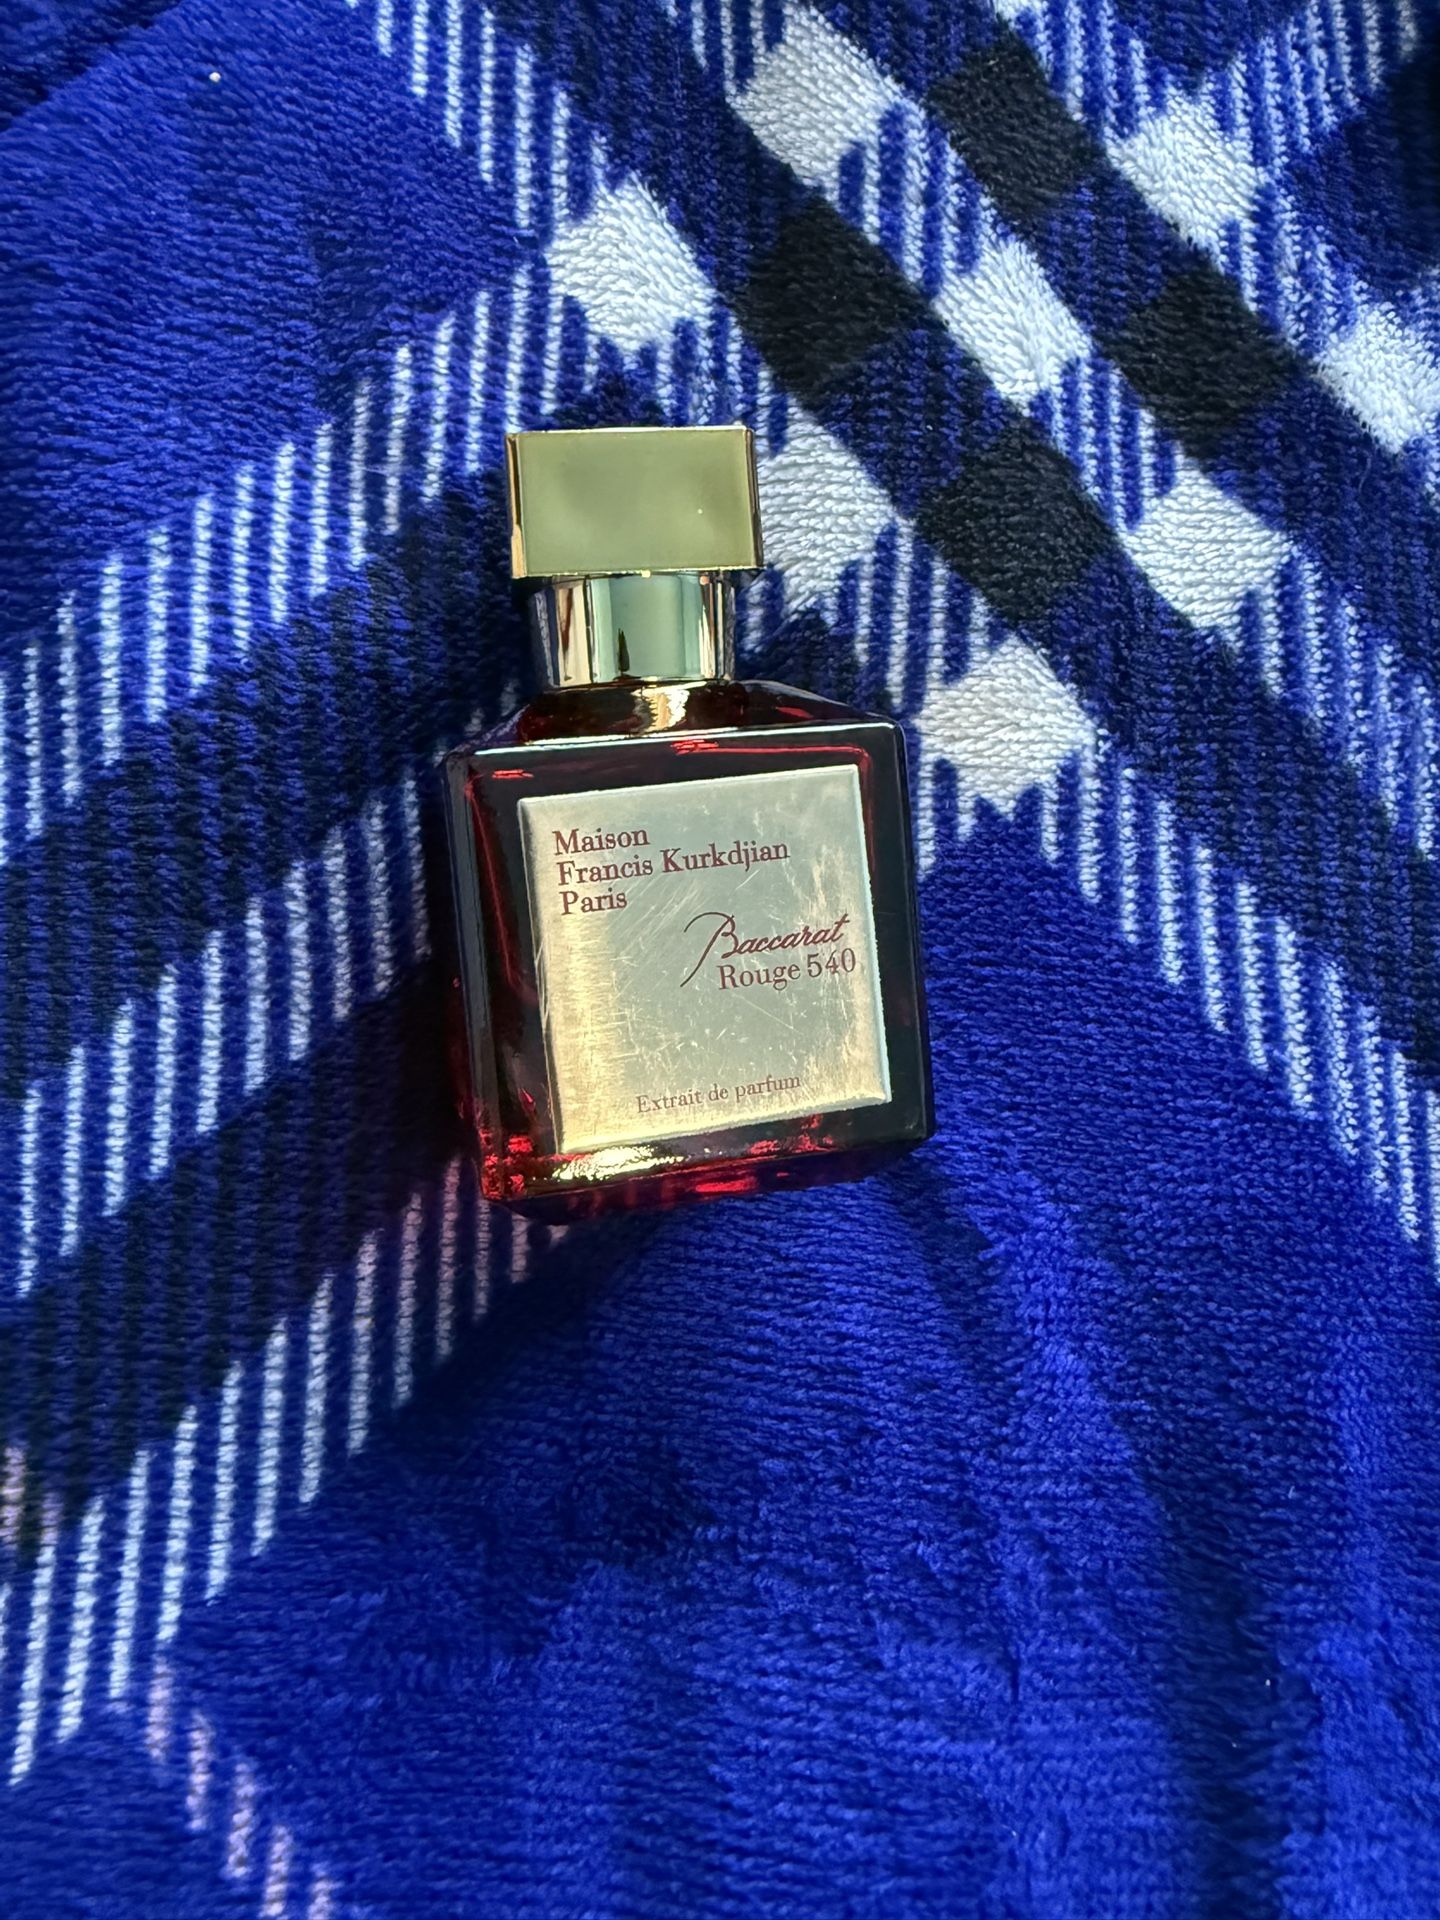 Maison
Francis Kurkdjian
Paris
Baccarat
Rouge 540
Extrait de parfum